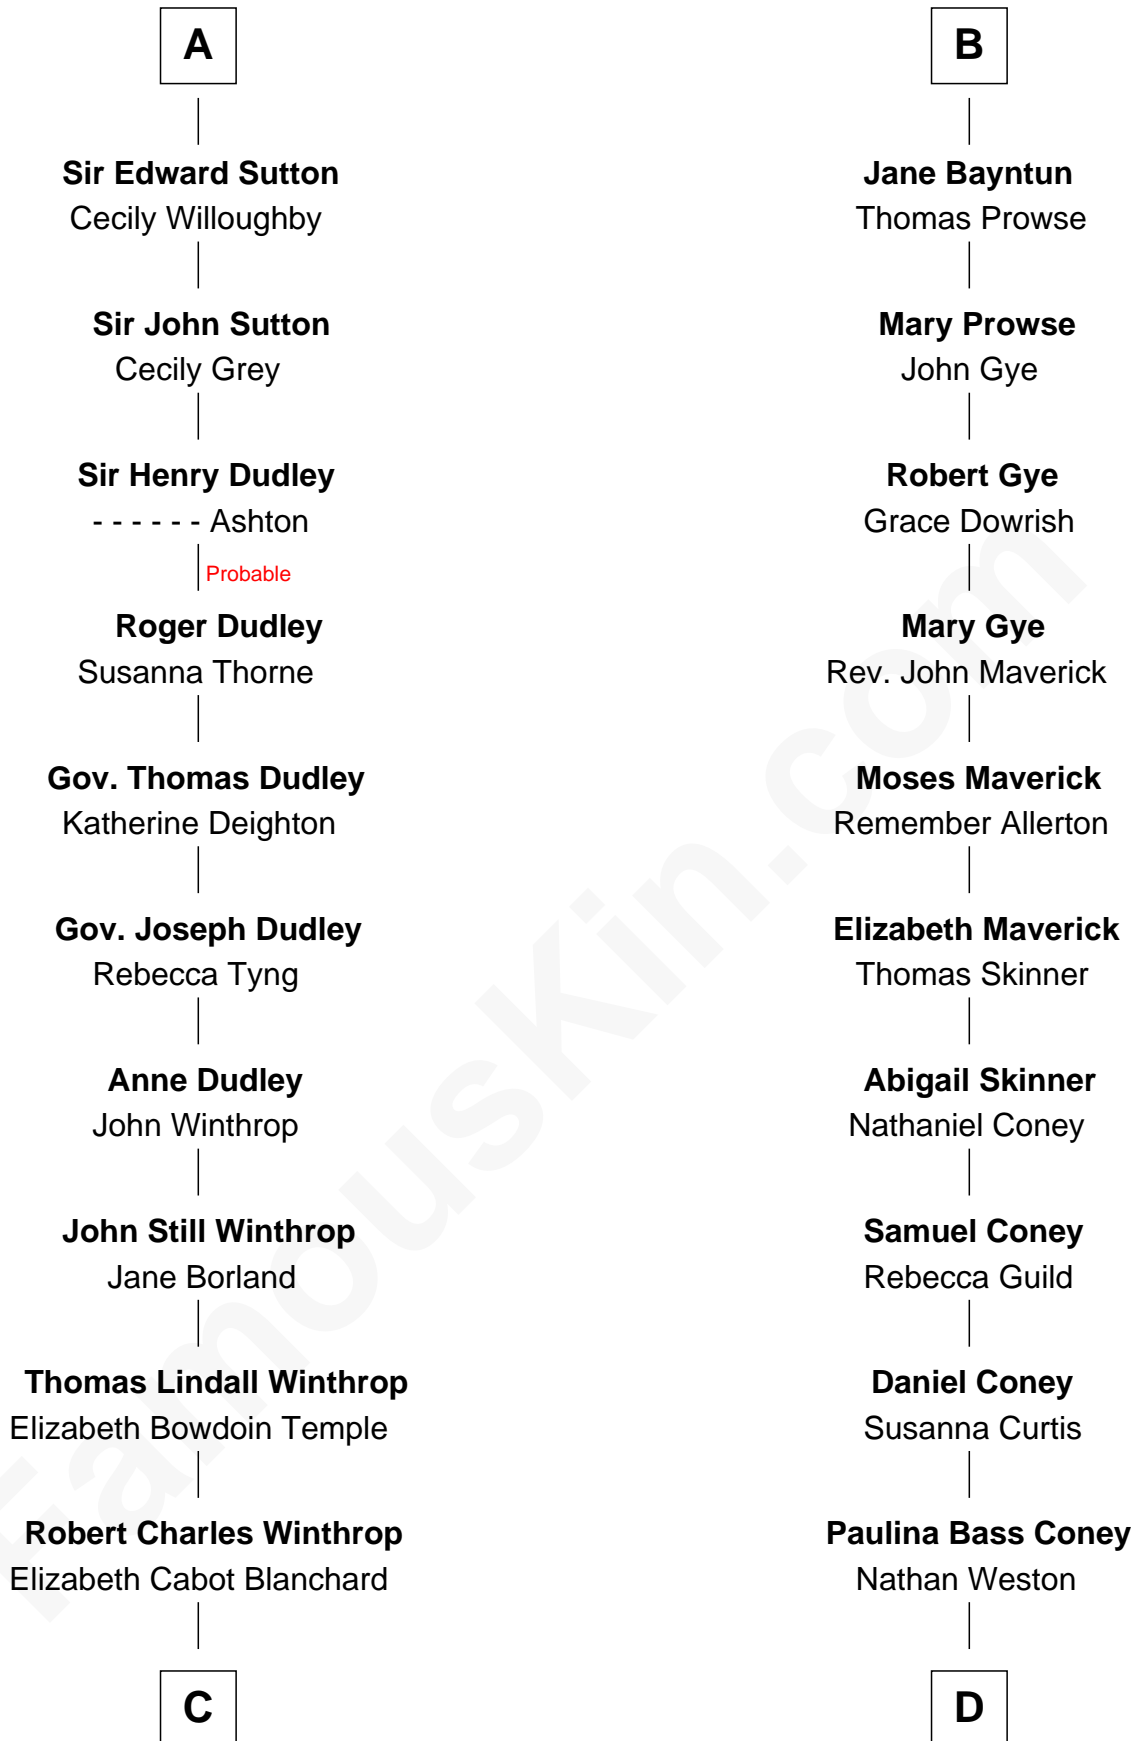 A
Sir Edward Sutton
Cecily Willoughby
Sir John Sutton
Cecily Grey
Sir Henry Dudley
- - - - - - Ashton
Probable
Roger Dudley
Susanna Thorne
Gov. Thomas Dudley
Katherine Deighton
Gov. Joseph Dudley
Rebecca Tyng
Anne Dudley
John Winthrop
John Still Winthrop
Jane Borland
Thomas Lindall Winthrop
Elizabeth Bowdoin Temple
Robert Charles Winthrop
Elizabeth Cabot Blanchard
C
B
Jane Bayntun
Thomas Prowse
Mary Prowse
John Gye
Robert Gye
Grace Dowrish
Mary Gye
Rev. John Maverick
Moses Maverick
Remember Allerton
Elizabeth Maverick
Thomas Skinner
Abigail Skinner
Nathaniel Coney
Samuel Coney
Rebecca Guild
Daniel Coney
Susanna Curtis
Paulina Bass Coney
Nathan Weston
D
FamousKin.com